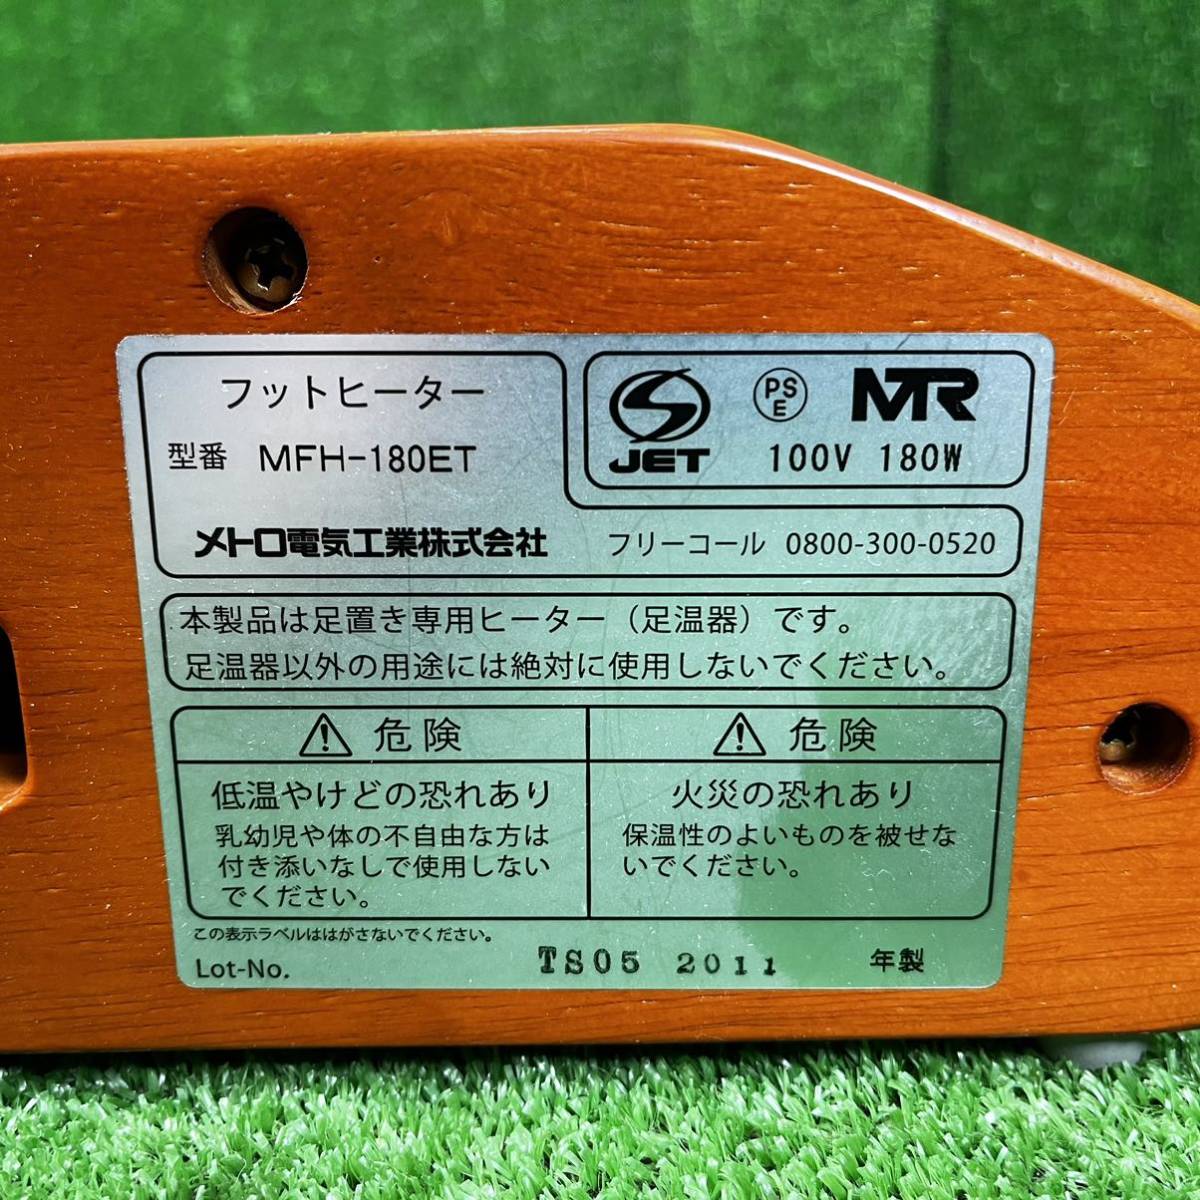 フットヒーター
型番 MFH-180ET
JET
PS
E
MTR
100V 180W
メトロ電気工業株式会社
フリーコール 0800-300-0520
本製品は足置き専用ヒーター（足温器）です。
足温器以外の用途には絶対に使用しないでください。
危険
低温やけどの恐れあり
乳幼児や体の不自由な方は
付き添いなしで使用しない
でください。
危険
火災の恐れあり
保温性のよいものを被せな
いでください。
この表示ラベルははがさないでください。
Lot-No. TS05 2011 年製